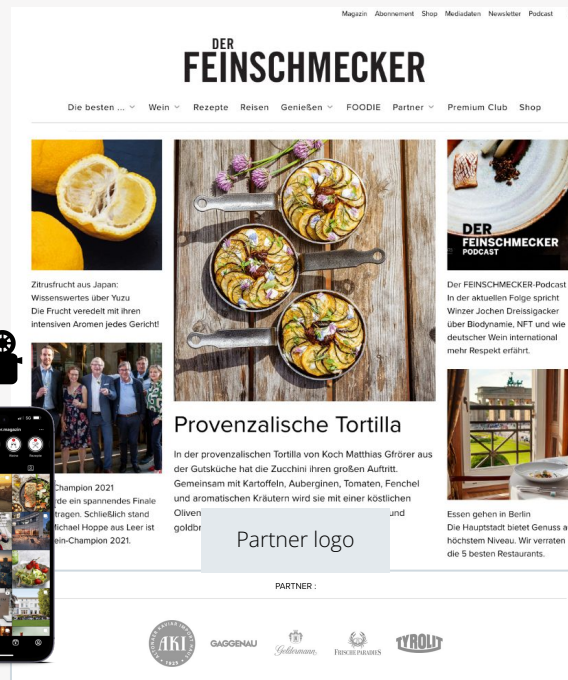 Magazin Abonnement Shop Mediadaten Newsletter Podcast
DER
FEINSCHMECKER
Die besten ... Wein Rezepte Reisen Genießen FOODIE Partner Premium Club Shop
Zitrusfrucht aus Japan:
Wissenswertes über Yuzu
Die Frucht veredelt mit ihren
intensiven Aromen jedes Gericht!
Champion 2021
de ein spannendes Finale
tragen. Schließlich stand
Michael Hoppe aus Leer ist
ein-Champion 2021.
Provenzalische Tortilla
In der provenzalischen Tortilla von Koch Matthias Gfrörer aus
der Gutsküche hat die Zucchini ihren großen Auftritt.
Gemeinsam mit Kartoffeln, Auberginen, Tomaten, Fenchel
und aromatischen Kräutern wird sie mit einer köstlichen
Oliven und
goldbr
Partner logo
DER
FEINSCHMECKER
PODCAST
Der FEINSCHMECKER-Podcast
In der aktuellen Folge spricht
Winzer Jochen Dreissigacker
über Biodynamie, NFT und wie
deutscher Wein international
mehr Respekt erfährt.
Essen gehen in Berlin
Die Hauptstadt bietet Genuss a
höchstem Niveau. Wir verraten
die 5 besten Restaurants.
PARTNER :
AKI
1925
GAGGENAU
Geldermann
FRISCHEPARADIES
TYROLIT